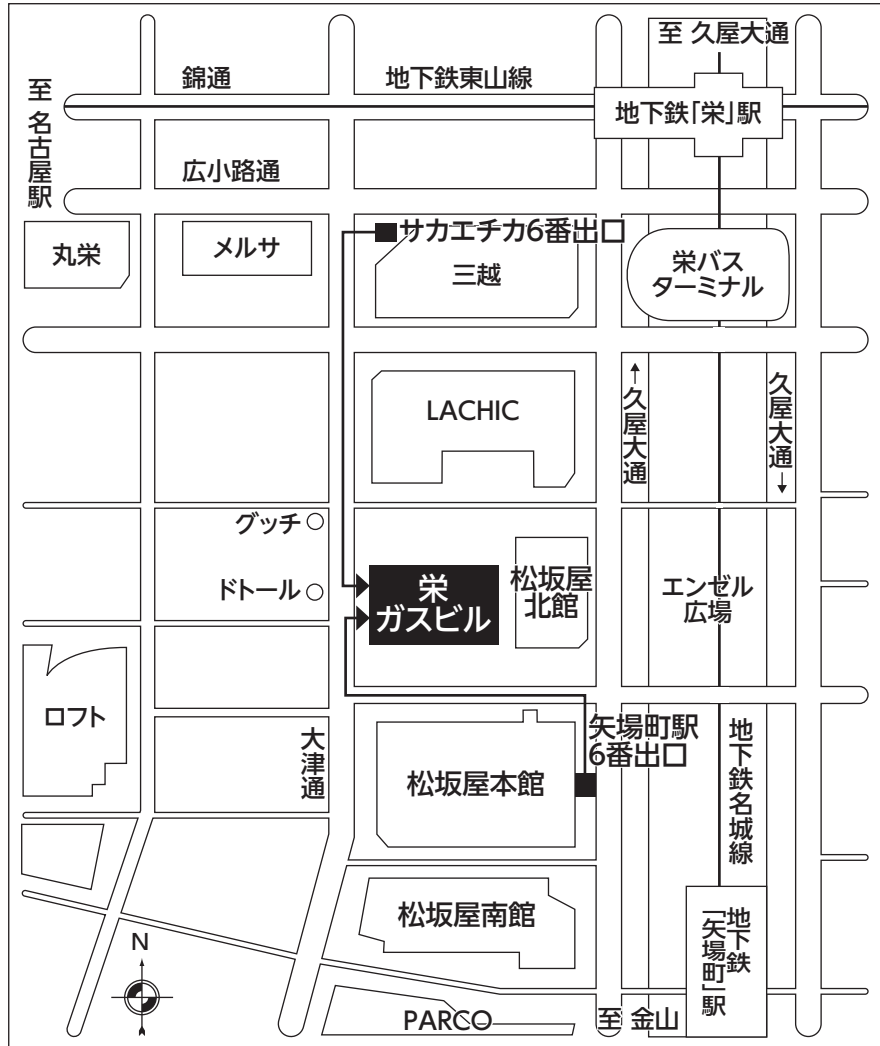 至 久屋大通
錦通
地下鉄東山線
至 名古屋駅
地下鉄「栄」駅
広小路通
丸栄
メルサ
サカエチカ6番出口
三越
栄バス
ターミナル
LACHIC
↑久屋大通
久屋大通↓
グッチ
ドトール
栄
ガスビル
松坂屋
北館
エンゼル
広場
ロフト
大津通
矢場町駅
6番出口
松坂屋本館
地下鉄名城線
松坂屋南館
地下鉄
「矢場町」駅
N
PARCO
至 金山